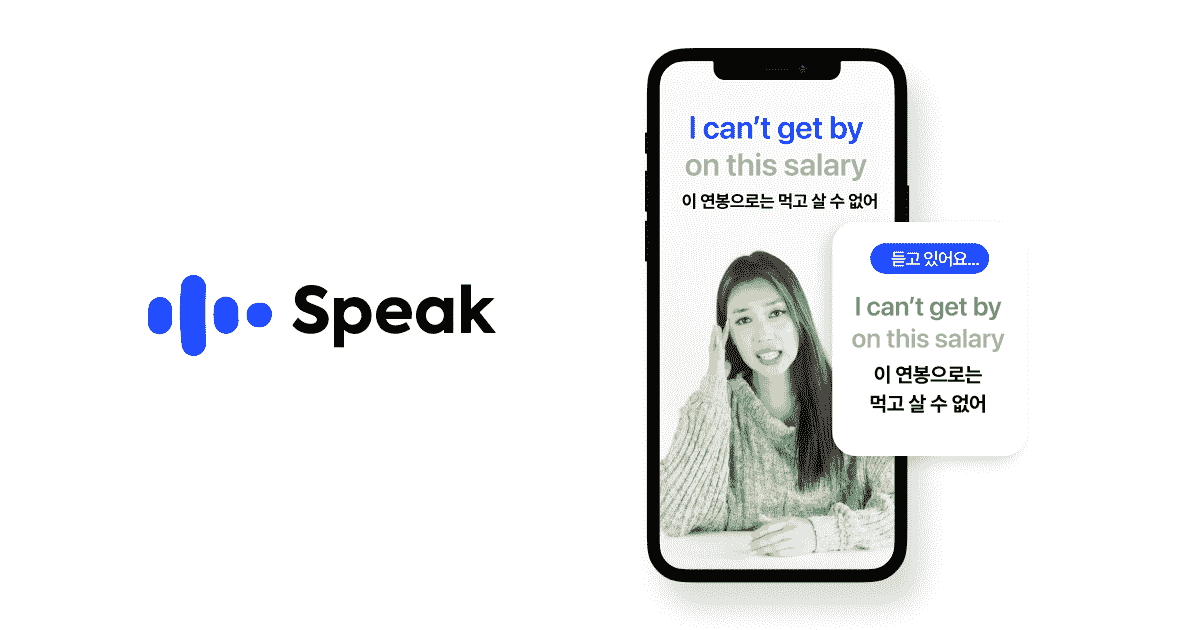 Speak
I can't get by
on this salary
이 연봉으로는 먹고 살 수 없어
듣고 있어요...
I can't get by
on this salary
이 연봉으로는
먹고 살 수 없어